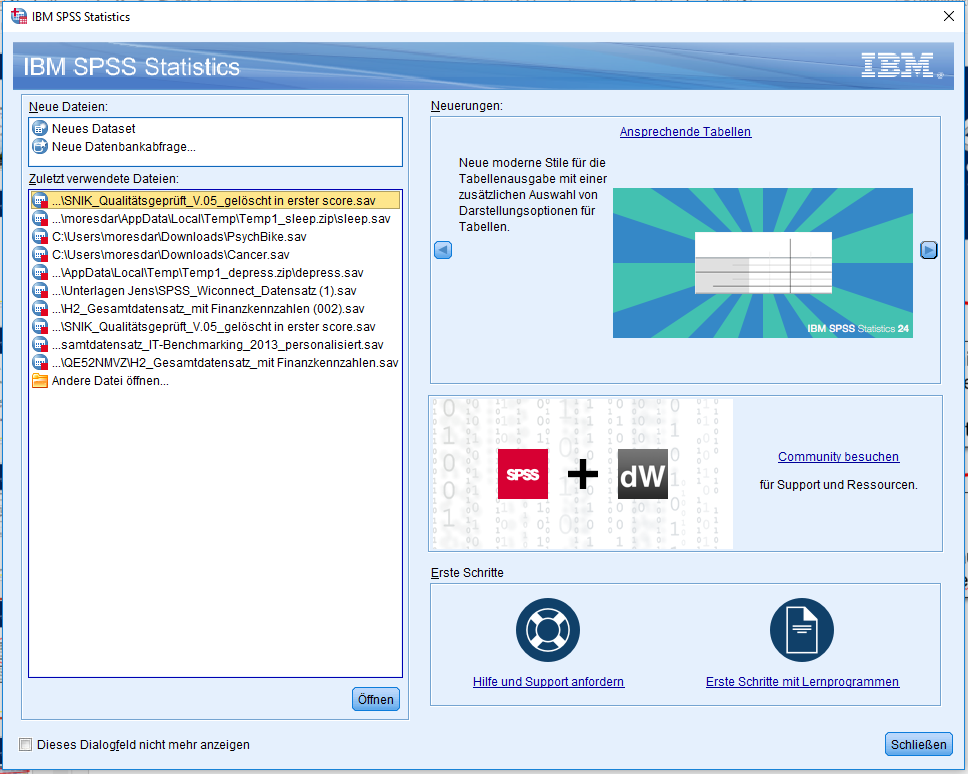 IBM SPSS Statistics
IBM SPSS Statistics
IBM
Neue Dateien:
Neues Dataset
Neue Datenbankabfrage...
Zuletzt verwendete Dateien:
...\SNIK_Qualitätsgeprüft_V.05_gelöscht in erster score.sav
...\moresdar\AppData\Local\Temp\Temp1_sleep.zip\sleep.sav
C:\Users\moresdar\Downloads\PsychBike.sav
C:\Users\moresdar\Downloads\Cancer.sav
...\AppData\Local\Temp\Temp1_depress.zip\depress.sav
...\Unterlagen Jens\SPSS_Wiconnect_Datensatz (1).sav
...\H2_Gesamtdatensatz_mit Finanzkennzahlen (002).sav
...\SNIK_Qualitätsgeprüft_V.05_gelöscht in erster score.sav
...samtdatensatz_IT-Benchmarking_2013_personalisiert.sav
...\QE52NMVZ\H2_Gesamtdatensatz_mit Finanzkennzahlen.sav
Andere Datei öffnen...
Öffnen
Dieses Dialogfeld nicht mehr anzeigen
Neuerungen:
Ansprechende Tabellen
Neue moderne Stile für die
Tabellenausgabe mit einer
zusätzlichen Auswahl von
Darstellungsoptionen für
Tabellen.
IBM SPSS Statistics 24
SPSS + dW
Community besuchen
für Support und Ressourcen.
Erste Schritte
Hilfe und Support anfordern
Erste Schritte mit Lernprogrammen
Schließen